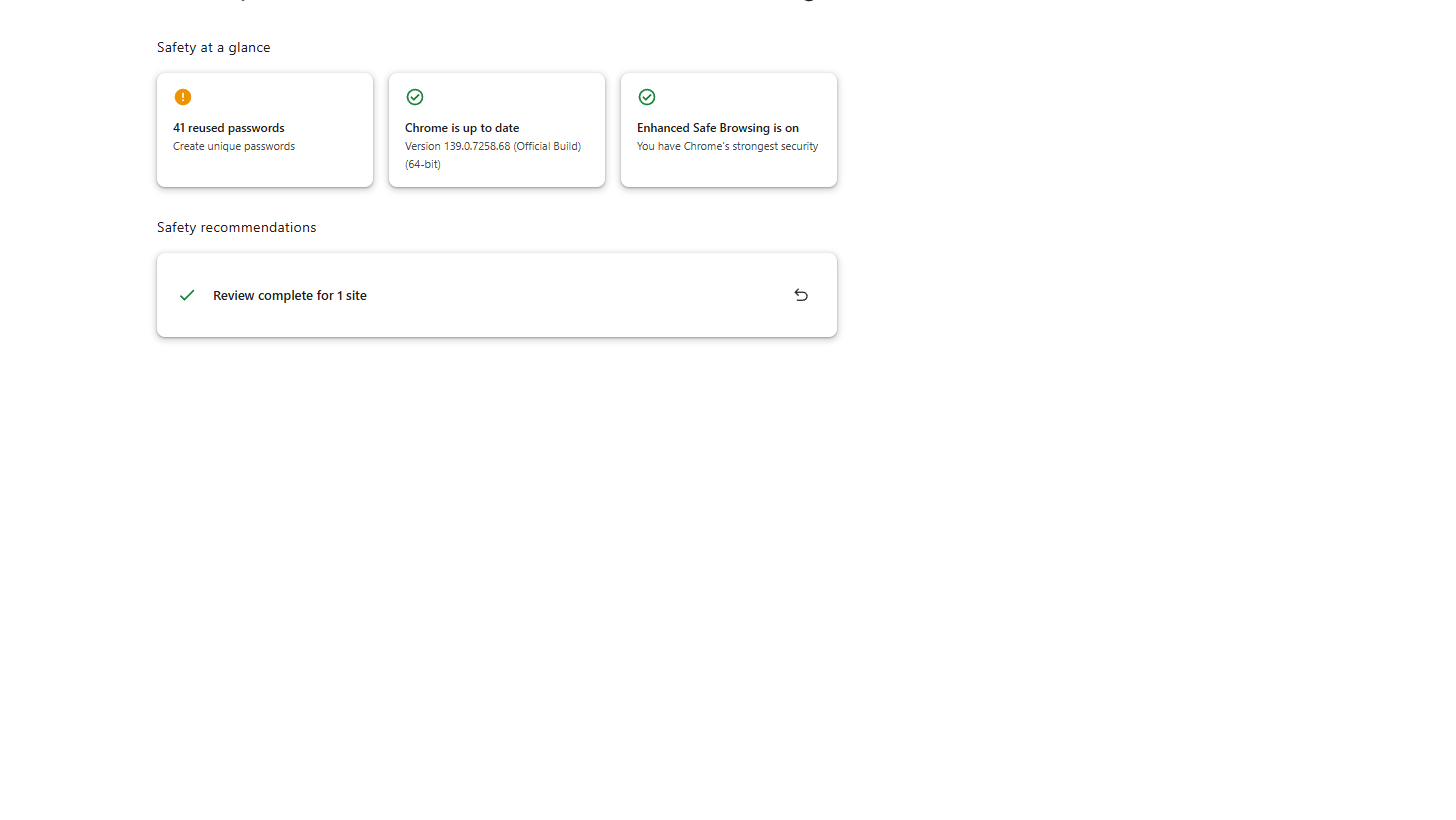 Safety at a glance
41 reused passwords
Create unique passwords
Chrome is up to date
Version 139.0.7258.68 (Official Build)
(64-bit)
Enhanced Safe Browsing is on
You have Chrome's strongest security
Safety recommendations
Review complete for 1 site